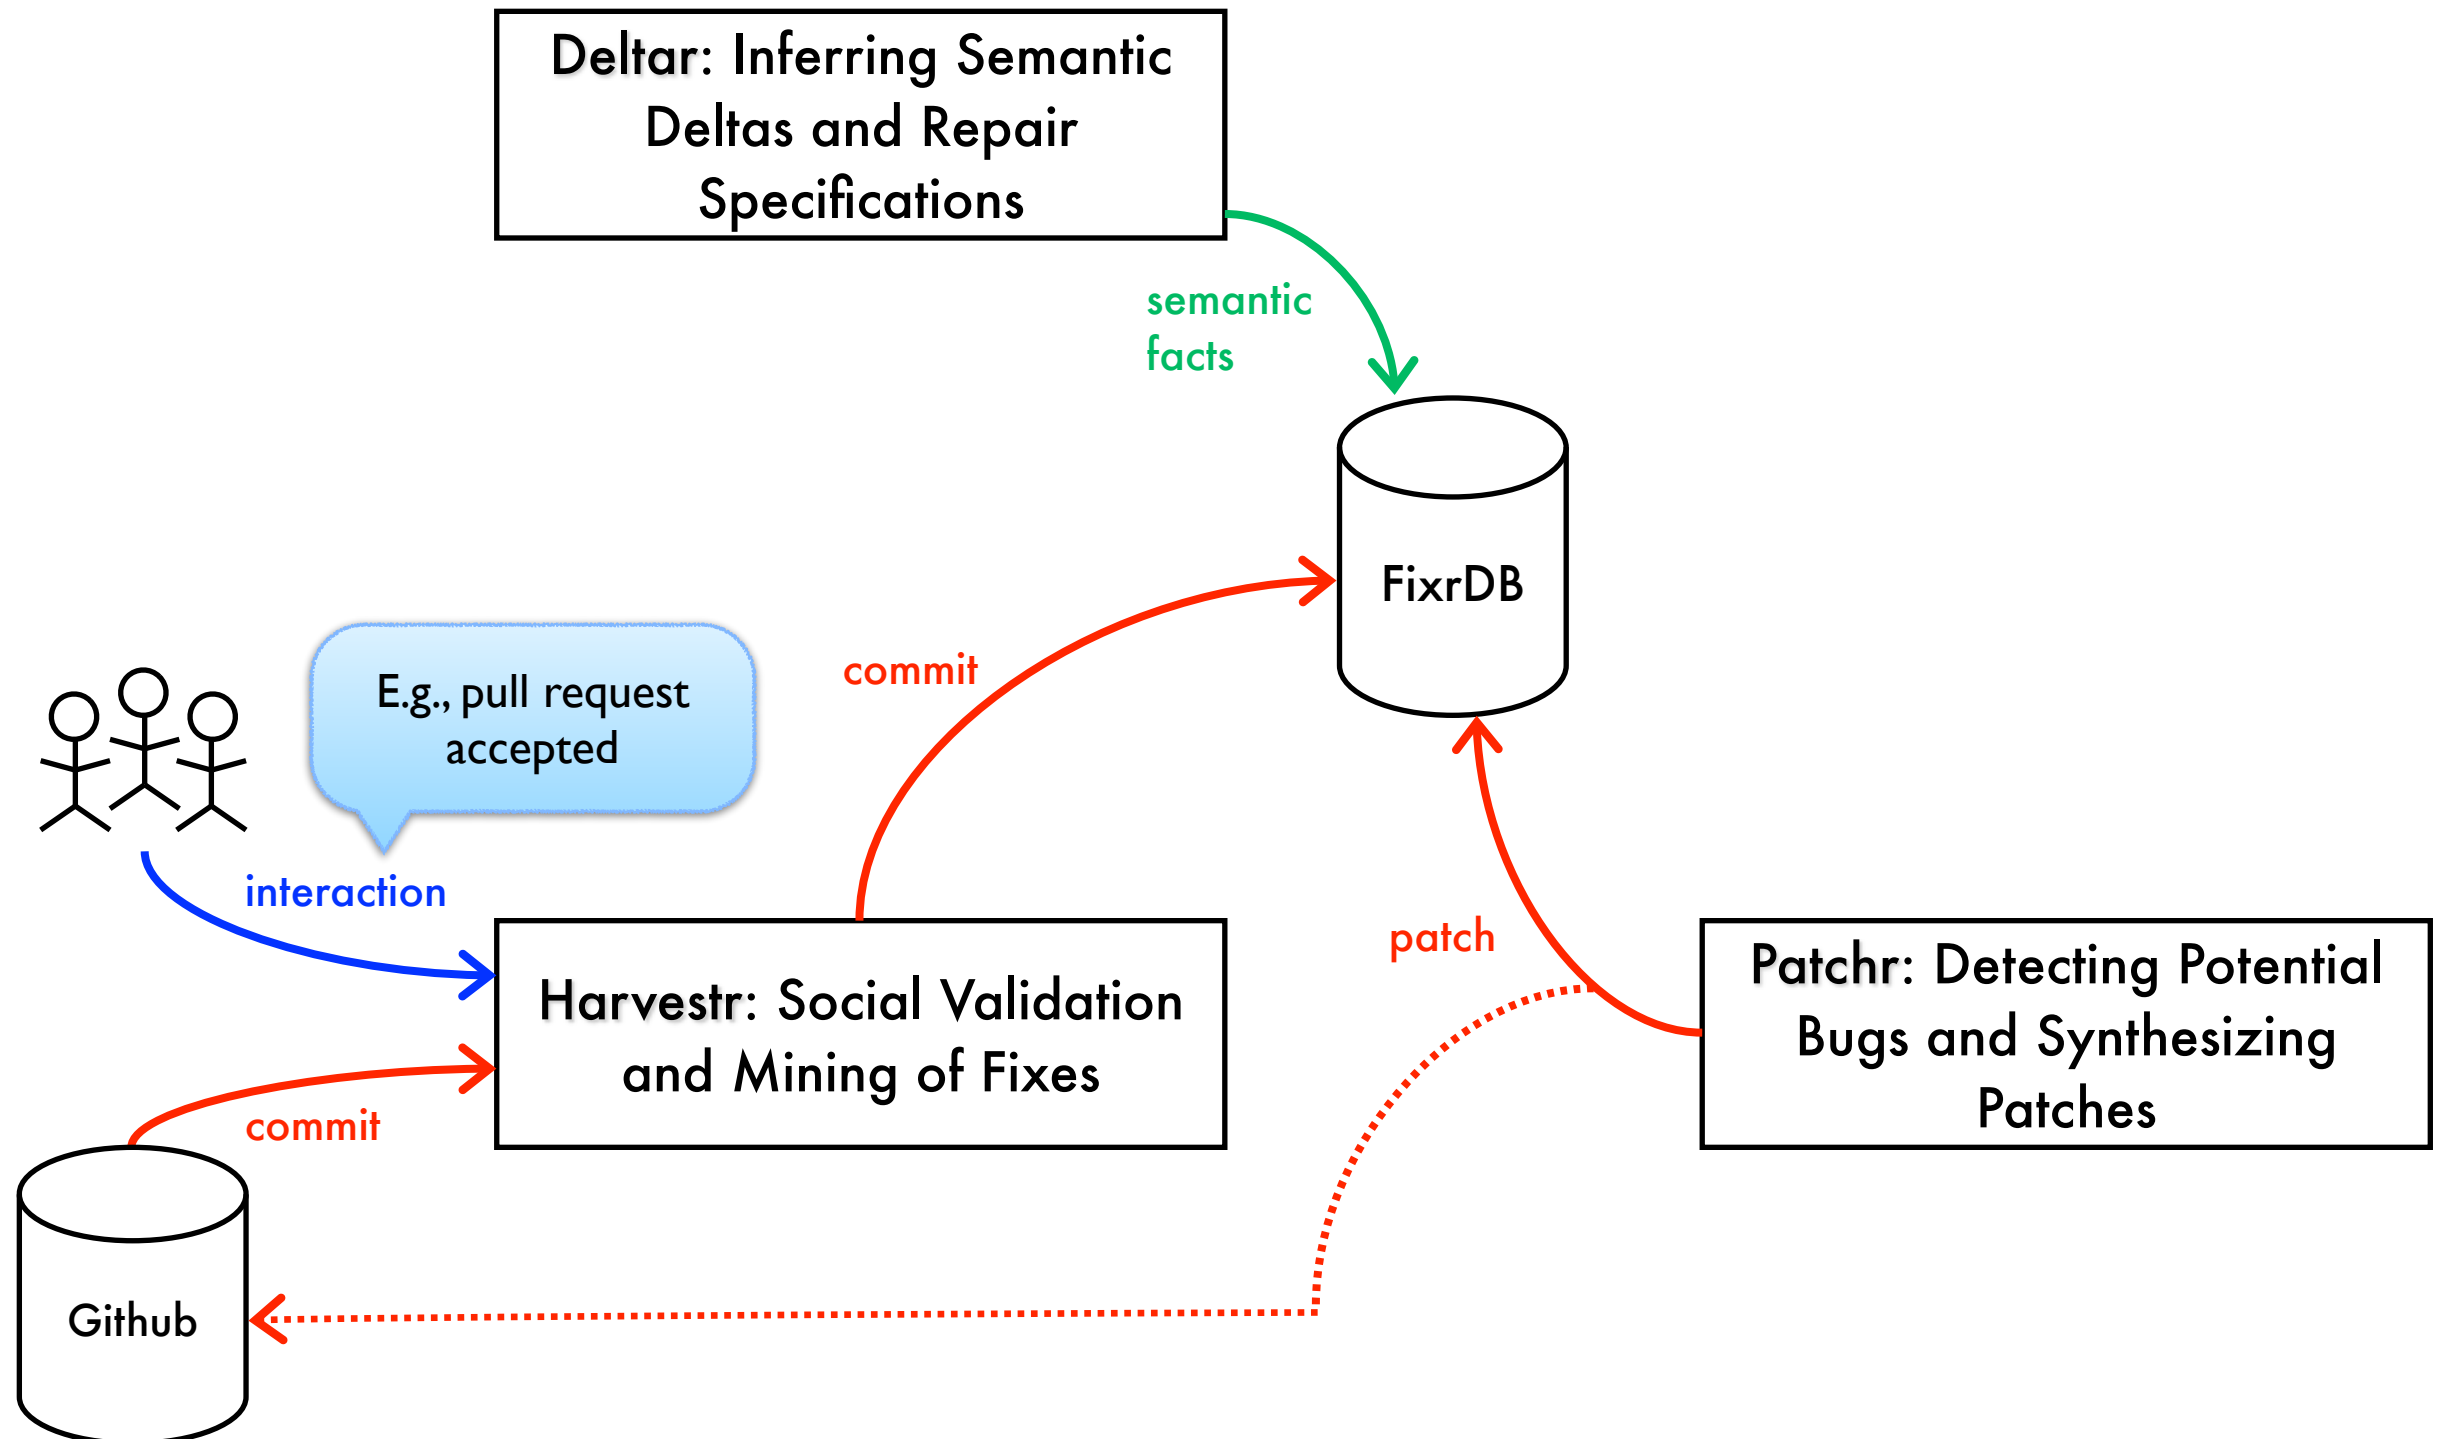 Deltar: Inferring Semantic
Deltas and Repair
Specifications
semantic
facts
FixrDB
commit
E.g., pull request
accepted
interaction
Harvestr: Social Validation
and Mining of Fixes
patch
Patchr: Detecting Potential
Bugs and Synthesizing
Patches
commit
Github